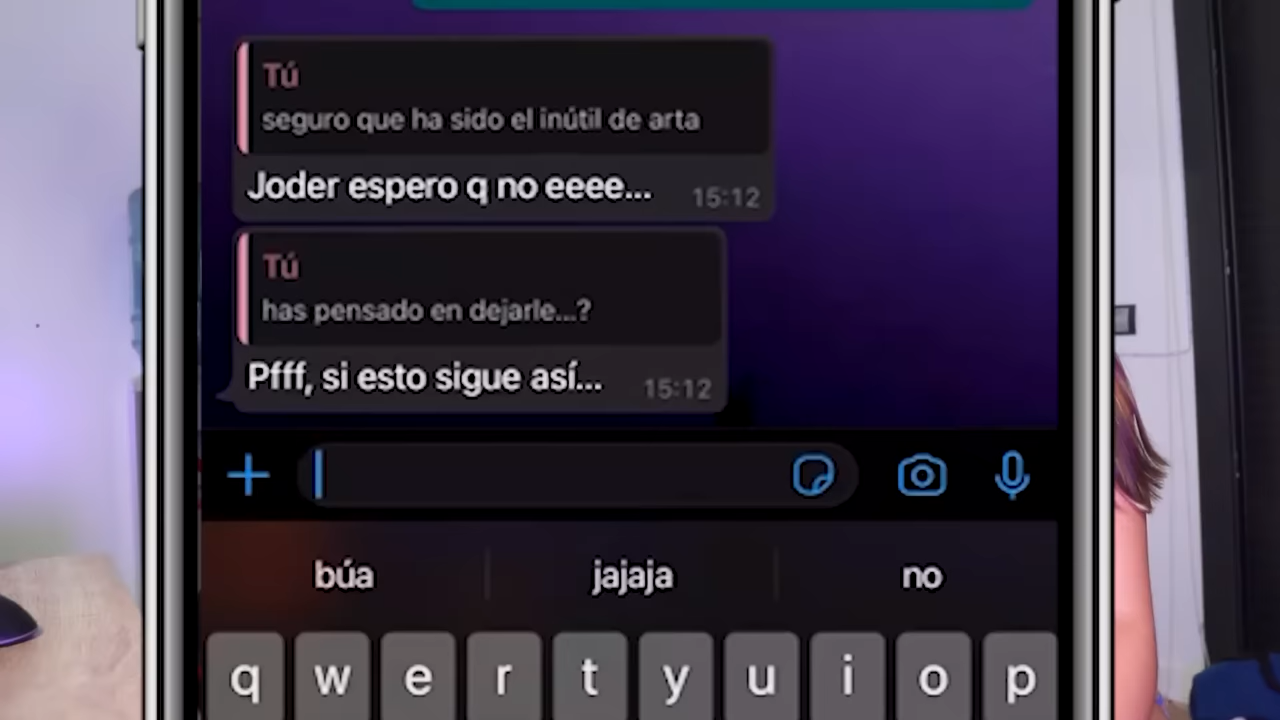 Tú
seguro que ha sido el inútil de arta
Joder espero q no eeee...
15:12
Tú
has pensado en dejarle...?
Pfff, si esto sigue así...
15:12
búa
jajaja
no
q w e r t y u i o p